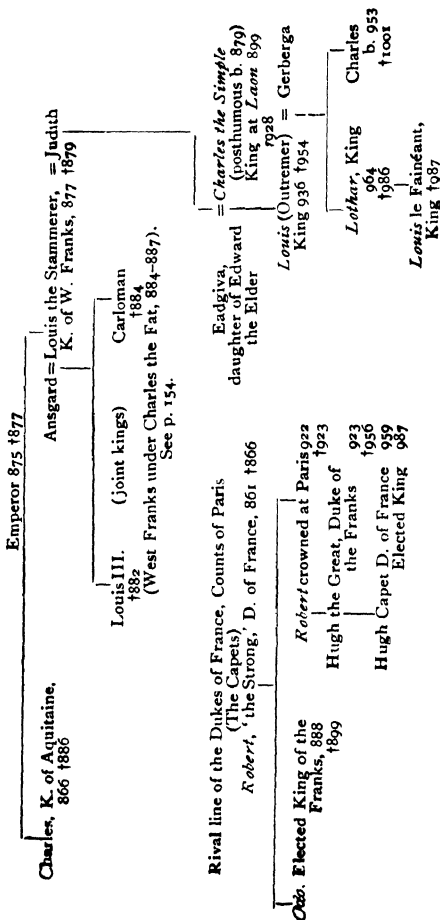 Emperor 875 †877
Charles, K. of Aquitaine,
866 †886
Ansgard = Louis the Stammerer, = Judith
K. of W. Franks, 877 †879
Louis III. (joint kings) Carloman
†882 †884
(West Franks under Charles the Fat, 884–887).
See p. 154.
Eadgiva, = Charles the Simple
daughter of Edward (posthumous b. 879)
the Elder King at Laon 899
†928
Louis (Outremer) = Gerberga
King 936 †954
Lothar, King Charles
964 b. 953
†986 †1001
Louis le Fainéant,
King †987
Rival line of the Dukes of France, Counts of Paris
(The Capets)
Robert, ‘the Strong,’ D. of France, 861 †866
Odo. Elected King of the
Franks, 888
†899
Robert crowned at Paris 922
†923
Hugh the Great, Duke of 923
the Franks †956
Hugh Capet D. of France 959
Elected King 987